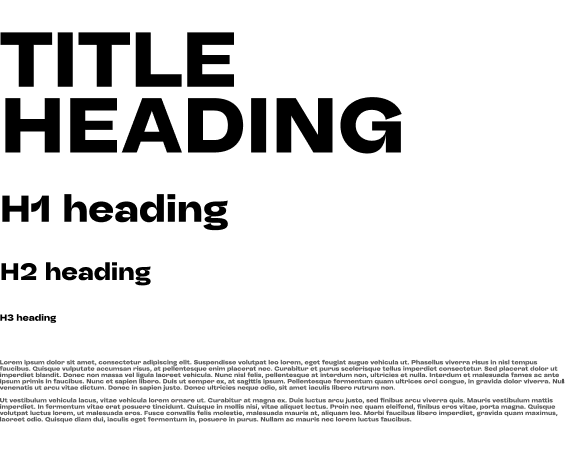 TITLE
HEADING
H1 heading
H2 heading
H3 heading
Lorem ipsum dolor sit amet, consectetur adipiscing elit. Suspendisse volutpat leo lorem, eget feugiat augue vehicula ut. Phasellus viverra risus in nisl tempus
faucibus. Quisque vulputate accumsan risus, at pellentesque enim placerat nec. Curabitur et purus scelerisque tellus imperdiet consectetur. Sed placerat dolor ut
imperdiet blandit. Donec non massa vel ligula laoreet vehicula. Nunc nisl felis, pellentesque at interdum non, ultricies et nulla. Interdum et malesuada fames ac ante
ipsum primis in faucibus. Nunc et sapien libero. Duis ut semper ex, at sagittis ipsum. Pellentesque fermentum quam ultrices orci congue, in gravida dolor viverra. Null
venenatis ut arcu vitae dictum. Donec in sapien justo. Donec ultricies neque odio, sit amet iaculis libero rutrum non.
Ut vestibulum vehicula lacus, vitae vehicula lorem ornare ut. Curabitur at magna ex. Duis luctus arcu justo, sed finibus arcu viverra quis. Mauris vestibulum mattis
imperdiet. In fermentum vitae erat posuere tincidunt. Quisque in mollis nisi, vitae aliquet lectus. Proin nec quam eleifend, finibus eros vitae, porta magna. Quisque
volutpat luctus lorem, ut malesuada eros. Fusce convallis felis molestie, malesuada mauris at, aliquam leo. Morbi faucibus libero imperdiet, gravida quam maximus,
laoreet odio. Quisque diam dui, iaculis eget fermentum in, posuere in purus. Nullam ac mauris nec lorem luctus faucibus.